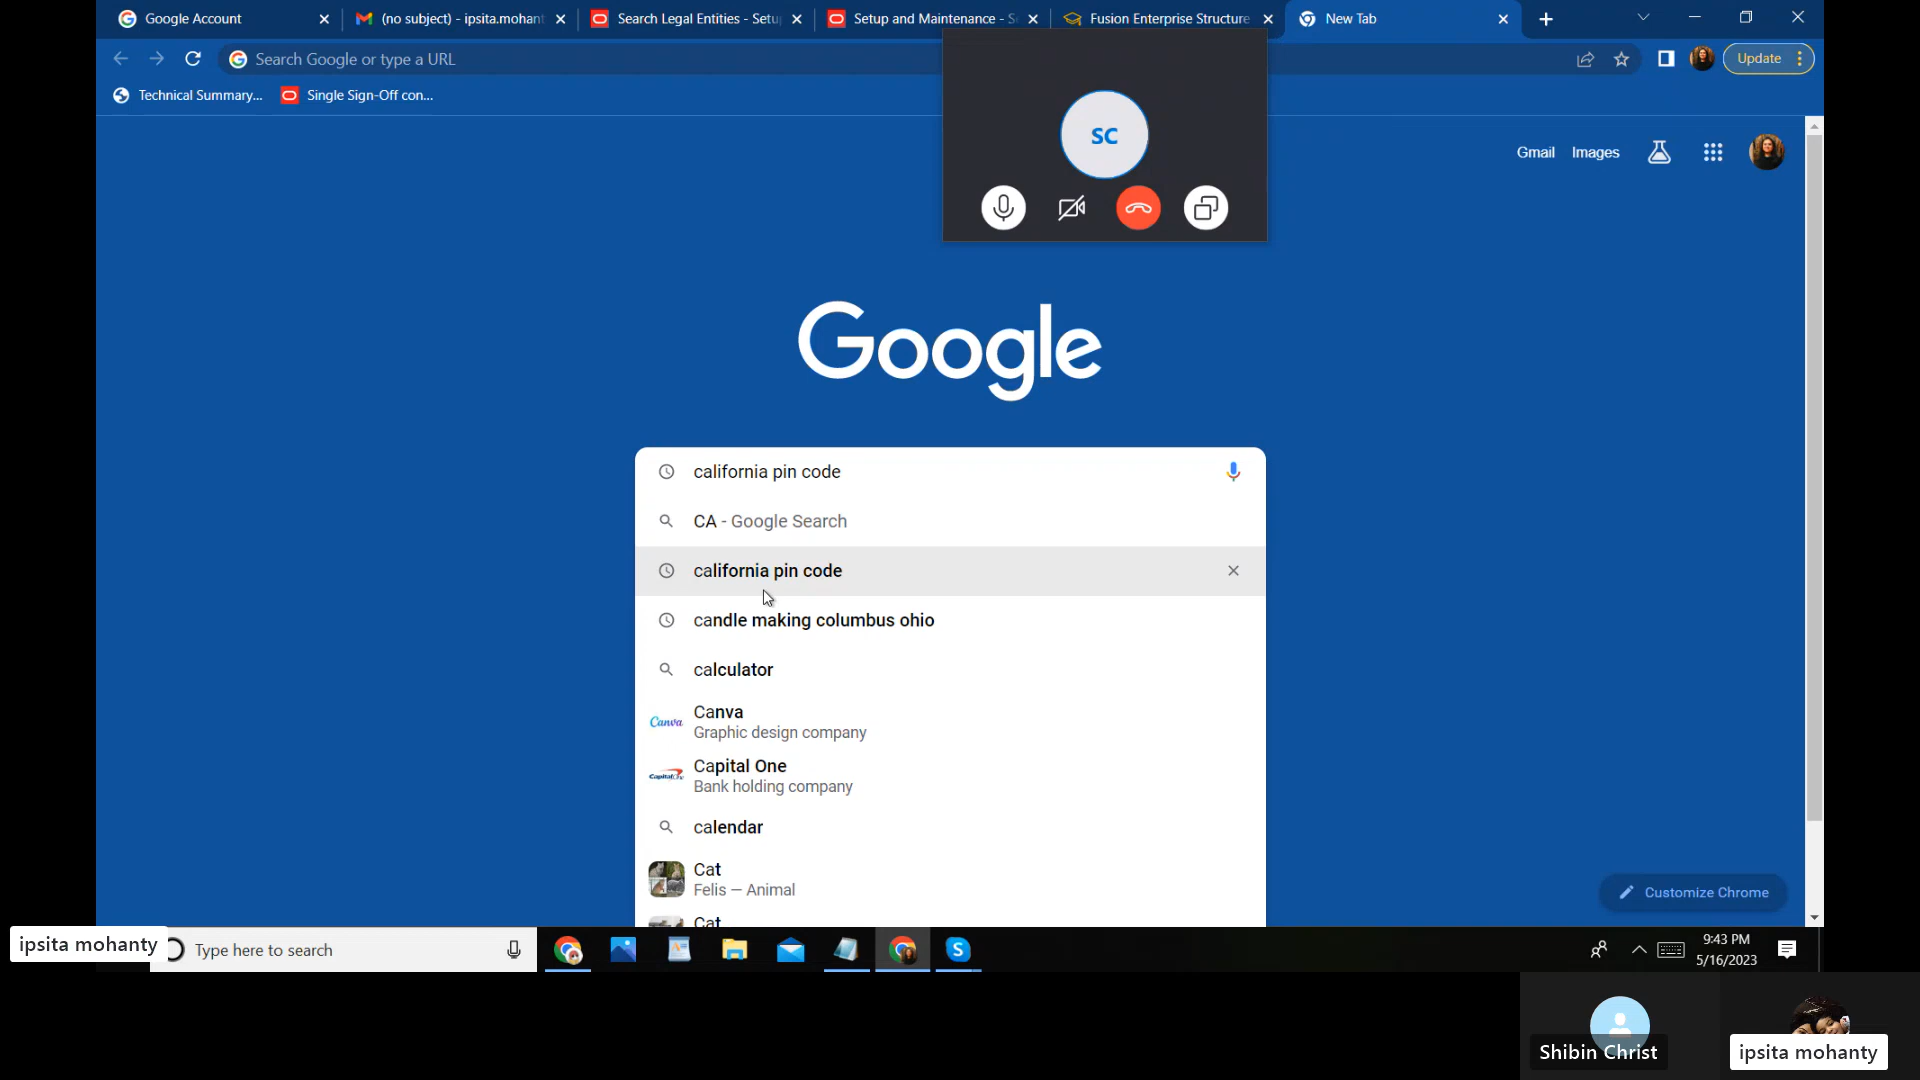 Google Account
(no subject) - ipsita.mohant
Search Legal Entities - Setu
Setup and Maintenance - S
Fusion Enterprise Structure
New Tab
Search Google or type a URL
Update
Technical Summary...
Single Sign-Off con...
SC
Gmail
Images
Google
california pin code
CA - Google Search
california pin code
candle making columbus ohio
calculator
Canva
Canva
Graphic design company
Capital One
Bank holding company
calendar
Cat
Felis — Animal
Cat
Customize Chrome
ipsita mohanty
Type here to search
9:43 PM
5/16/2023
Shibin Christ
ipsita mohanty